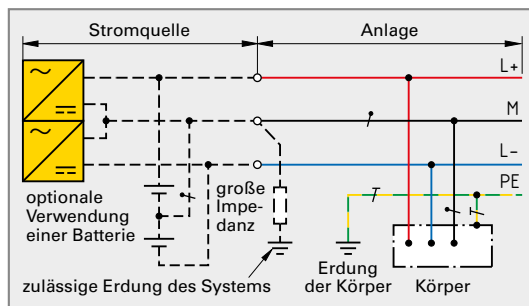 Stromquelle
Anlage
L+
M
L–
PE
optionale
Verwendung
einer Batterie
große
Impe-
danz
zulässige Erdung des Systems
Erdung
der Körper
Körper